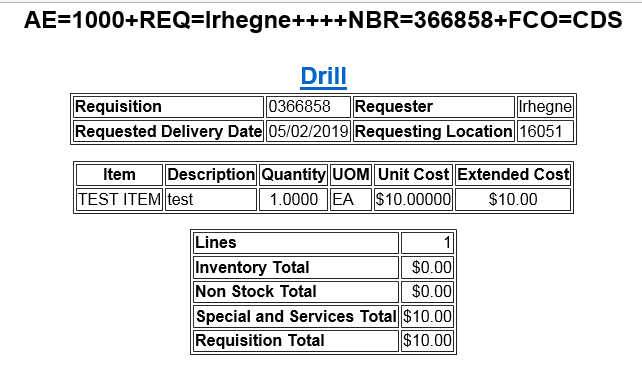 AE=1000+REQ=lrhegne++++NBR=366858+FCO=CDS
Drill
Requisition 0366858 Requester lrhegne
Requested Delivery Date 05/02/2019 Requesting Location 16051
Item Description Quantity UOM Unit Cost Extended Cost
TEST ITEM test 1.0000 EA $10.00000 $10.00
Lines 1
Inventory Total $0.00
Non Stock Total $0.00
Special and Services Total $10.00
Requisition Total $10.00